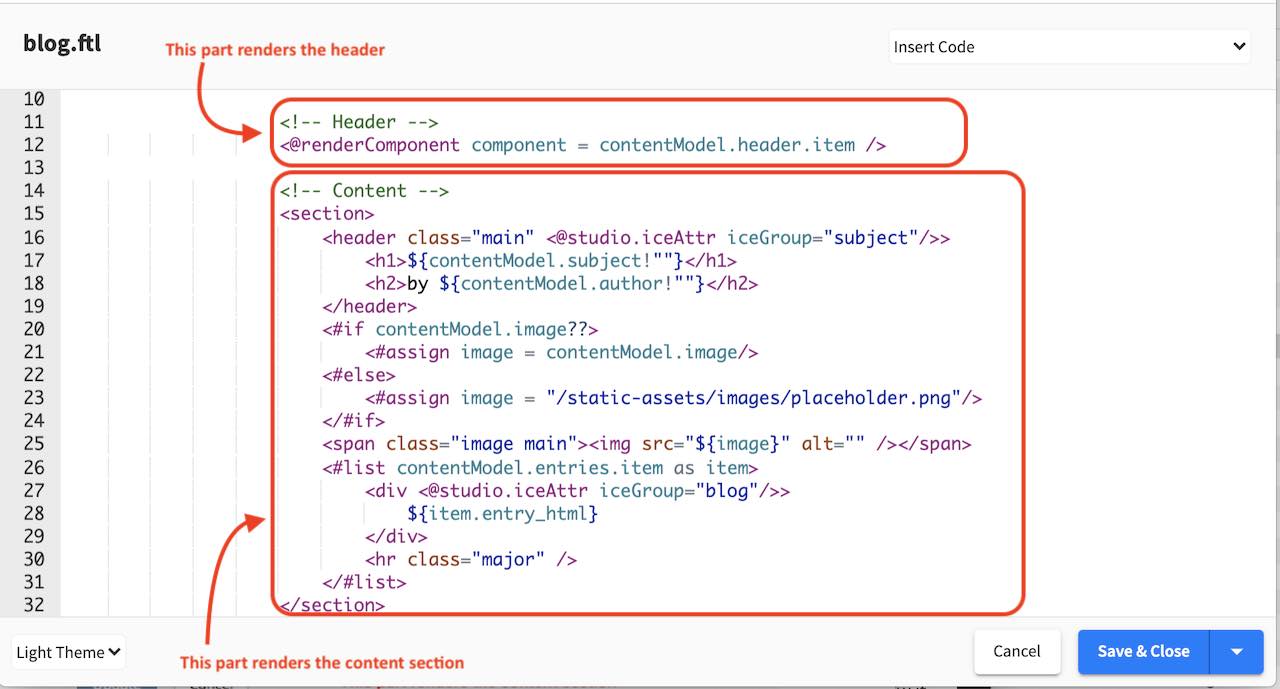 blog.ftl
This part renders the header
Insert Code
10
11 <!-- Header -->
12 <@renderComponent component = contentModel.header.item />
13
14 <!-- Content -->
15 <section>
16 <header class="main" <@studio.iceAttr iceGroup="subject"/>>
17 <h1>${contentModel.subject!""}</h1>
18 <h2>by ${contentModel.author!""}</h2>
19 </header>
20 <#if contentModel.image??>
21 <#assign image = contentModel.image/>
22 <#else>
23 <#assign image = "/static-assets/images/placeholder.png"/>
24 </#if>
25 <span class="image main"><img src="${image}" alt="" /></span>
26 <#list contentModel.entries.item as item>
27 <div <@studio.iceAttr iceGroup="blog"/>>
28 ${item.entry_html}
29 </div>
30 <hr class="major" />
31 </#list>
32 </section>
Light Theme
This part renders the content section
Cancel
Save & Close